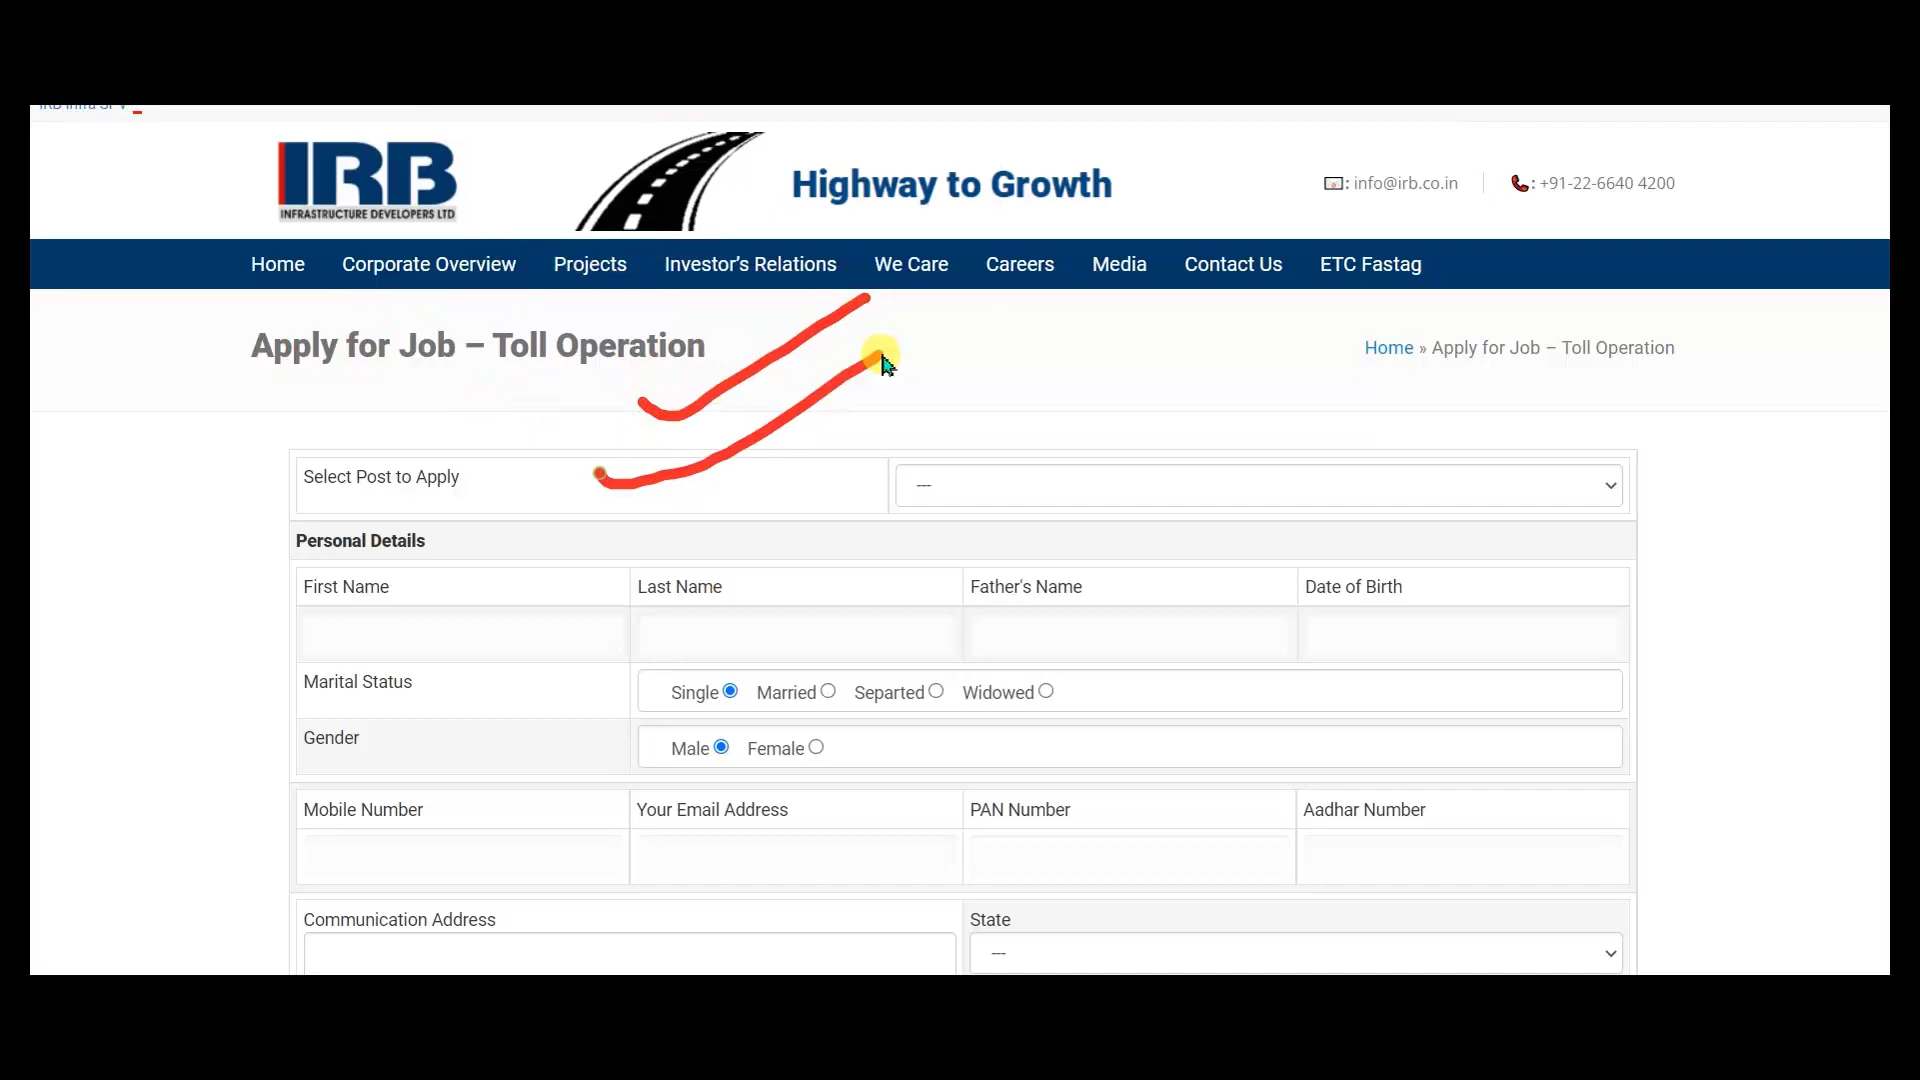 IRB Infra SPV
IRB
INFRASTRUCTURE DEVELOPERS LTD
Highway to Growth
: info@irb.co.in
: +91-22-6640 4200
Home Corporate Overview Projects Investor’s Relations We Care Careers Media Contact Us ETC Fastag
Apply for Job – Toll Operation
Home » Apply for Job – Toll Operation
Select Post to Apply
---
Personal Details
First Name Last Name Father's Name Date of Birth
Marital Status Single Married Separted Widowed
Gender Male Female
Mobile Number Your Email Address PAN Number Aadhar Number
Communication Address State
---